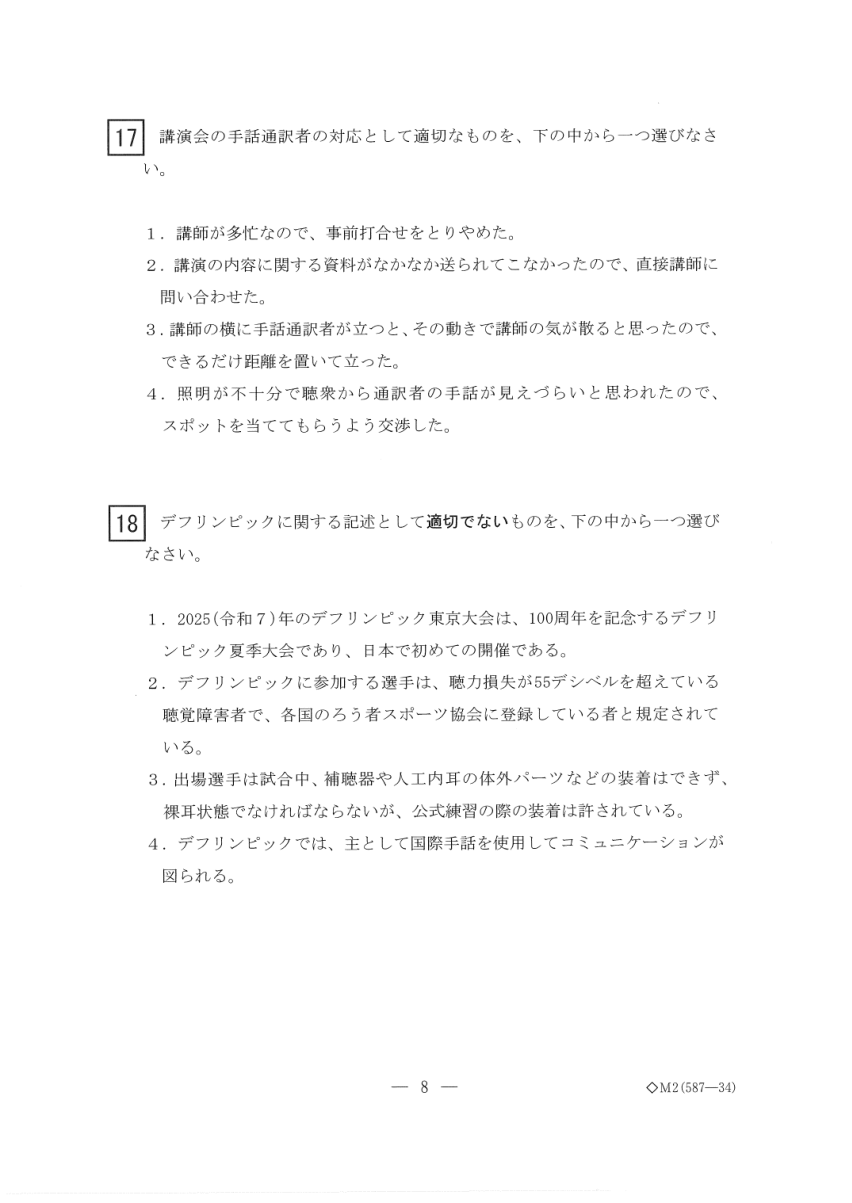 17 講演会の手話通訳者の対応として適切なものを、下の中から一つ選びなさ
い。
１．講師が多忙なので、事前打合せをとりやめた。
２．講演の内容に関する資料がなかなか送られてこなかったので、直接講師に
問い合わせた。
３．講師の横に手話通訳者が立つと、その動きで講師の気が散ると思ったので、
できるだけ距離を置いて立った。
４．照明が不十分で聴衆から通訳者の手話が見えづらいと思われたので、
スポットを当ててもらうよう交渉した。
18 デフリンピックに関する記述として適切でないものを、下の中から一つ選び
なさい。
１．2025(令和７)年のデフリンピック東京大会は、100周年を記念するデフリ
ンピック夏季大会であり、日本で初めての開催である。
２．デフリンピックに参加する選手は、聴力損失が55デシベルを超えている
聴覚障害者で、各国のろう者スポーツ協会に登録している者と規定されて
いる。
３．出場選手は試合中、補聴器や人工内耳の体外パーツなどの装着はできず、
裸耳状態でなければならないが、公式練習の際の装着は許されている。
４．デフリンピックでは、主として国際手話を使用してコミュニケーションが
図られる。
― 8 ―
◇M2(587―34)